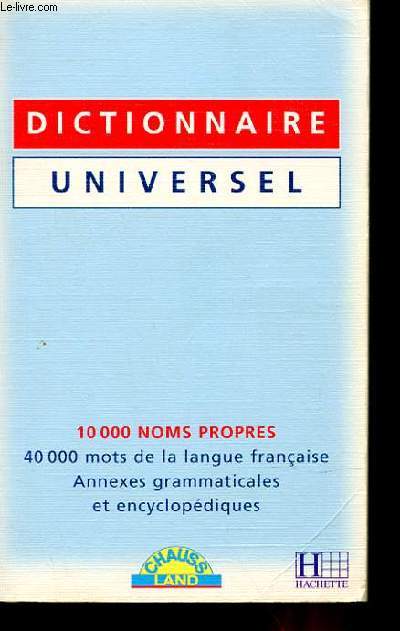 Le-livre.com
DICTIONNAIRE
UNIVERSEL
10 000 NOMS PROPRES
40 000 mots de la langue française
Annexes grammaticales
et encyclopédiques
CHAUSS
LAND
H
HACHETTE